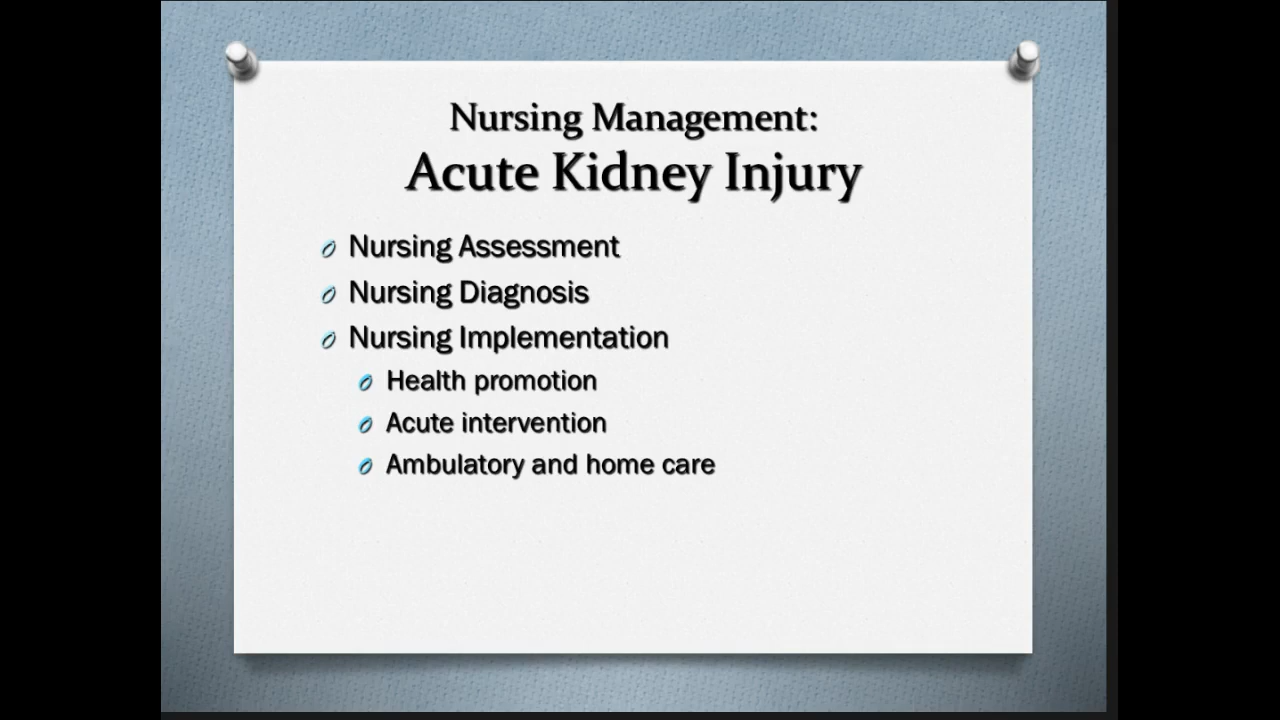 Nursing Management:
Acute Kidney Injury
Nursing Assessment
Nursing Diagnosis
Nursing Implementation
Health promotion
Acute intervention
Ambulatory and home care